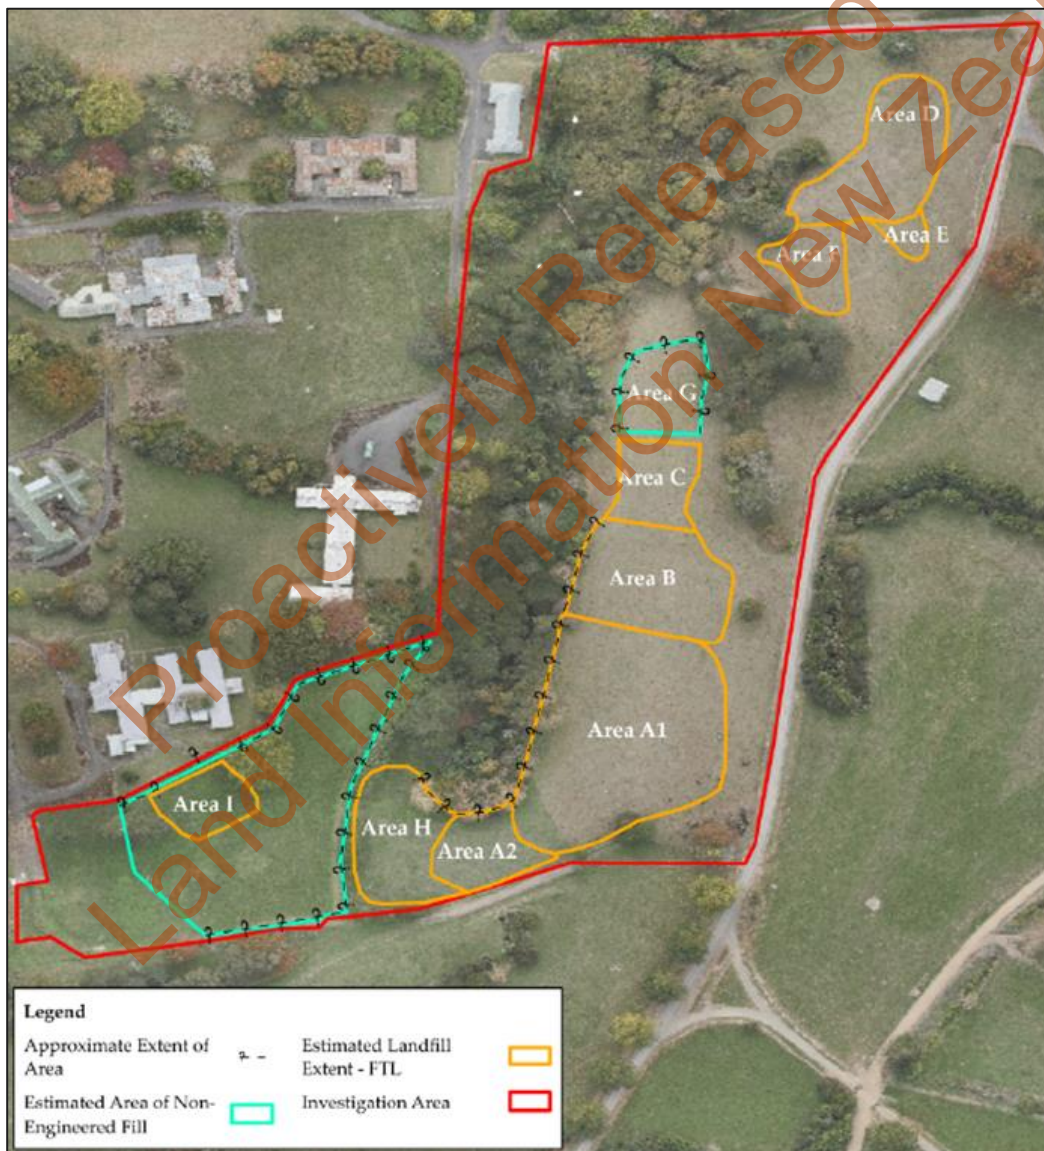 Proactively Released
Land Information New Zea
Area D
Area E
Area F
Area G
Area C
Area B
Area A1
Area I
Area H
Area A2
Legend
Approximate Extent of
Area
? -
Estimated Landfill
Extent - FTL
Estimated Area of Non-
Engineered Fill
Investigation Area